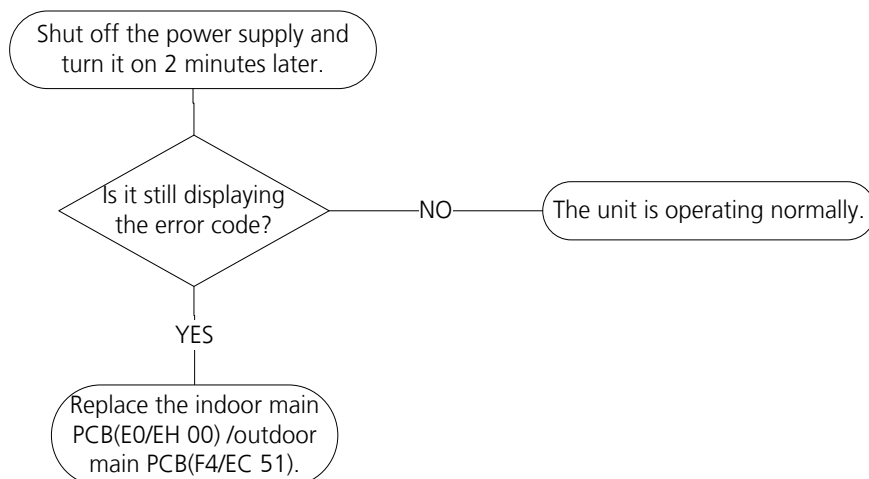 Shut off the power supply and
turn it on 2 minutes later.
Is it still displaying
the error code?
NO
The unit is operating normally.
YES
Replace the indoor main
PCB(E0/EH 00) /outdoor
main PCB(F4/EC 51).